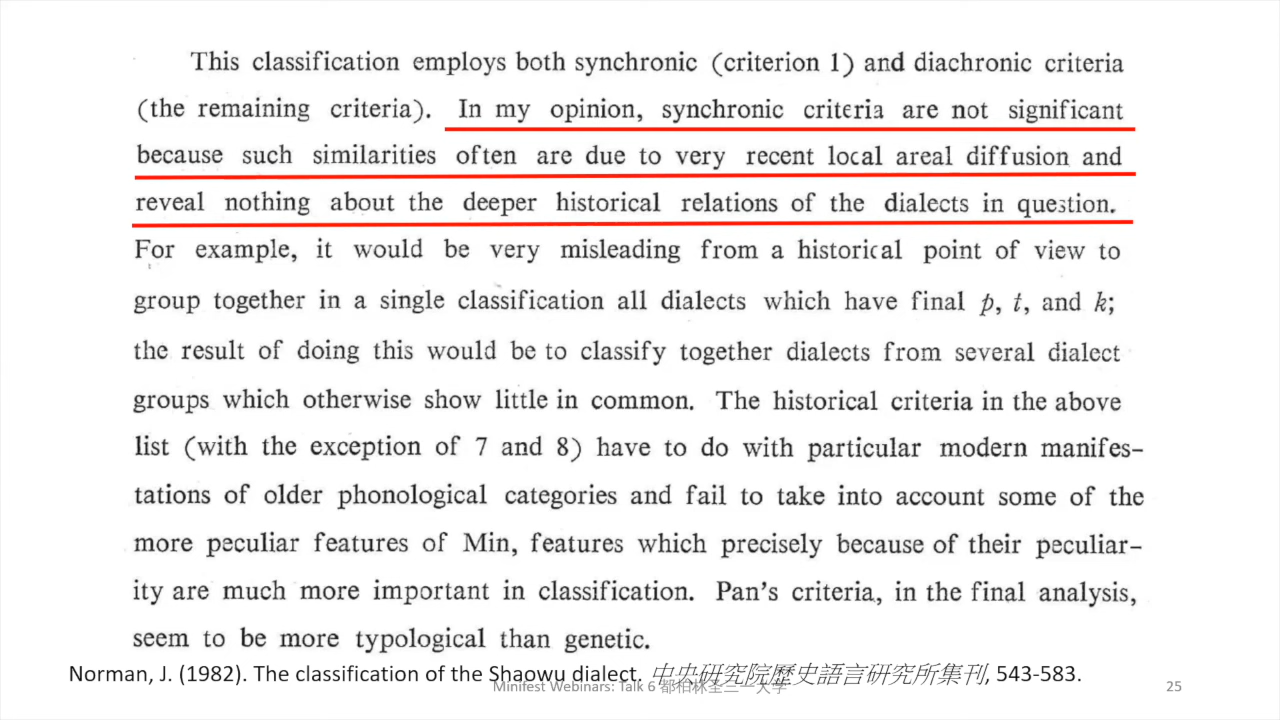 This classification employs both synchronic (criterion 1) and diachronic criteria
(the remaining criteria). In my opinion, synchronic criteria are not significant
because such similarities often are due to very recent local areal diffusion and
reveal nothing about the deeper historical relations of the dialects in question.
For example, it would be very misleading from a historical point of view to
group together in a single classification all dialects which have final p, t, and k;
the result of doing this would be to classify together dialects from several dialect
groups which otherwise show little in common. The historical criteria in the above
list (with the exception of 7 and 8) have to do with particular modern manifes-
tations of older phonological categories and fail to take into account some of the
more peculiar features of Min, features which precisely because of their peculiar-
ity are much more important in classification. Pan's criteria, in the final analysis,
seem to be more typological than genetic.
Norman, J. (1982). The classification of the Shaowu dialect. 中央研究院歷史語言研究所集刊, 543-583.
Minifest Webinars: Talk 6 都柏林圣三一大学
25